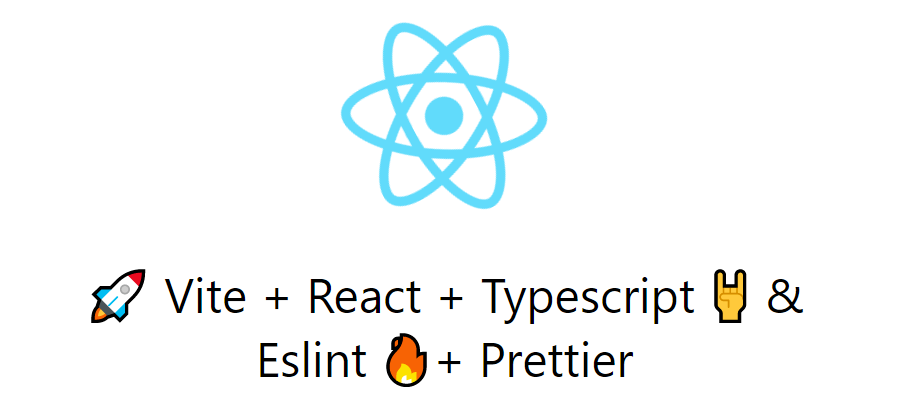 🚀 Vite + React + Typescript 🤘 &
Eslint 🔥+ Prettier